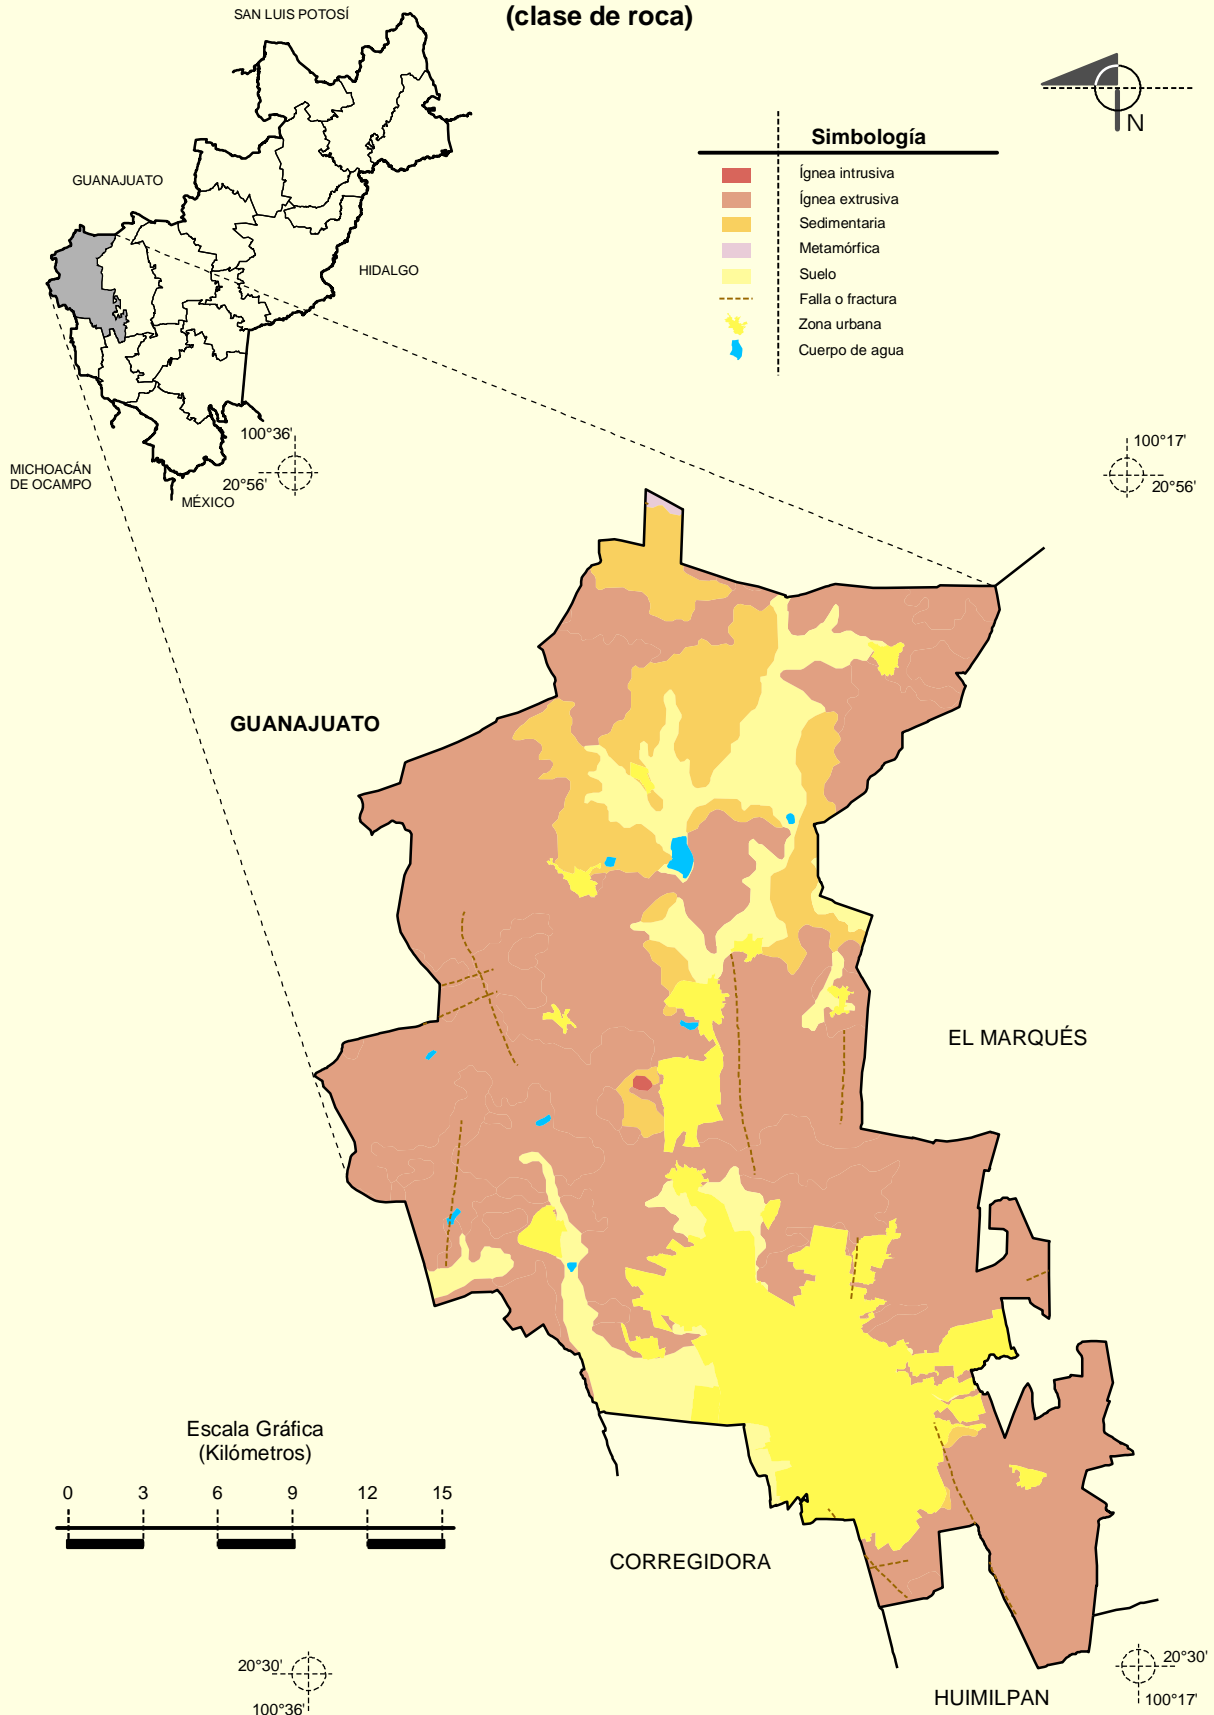 (clase de roca)
SAN LUIS POTOSÍ
N
Simbología
Ígnea intrusiva
Ígnea extrusiva
Sedimentaria
Metamórfica
Suelo
Falla o fractura
Zona urbana
Cuerpo de agua
GUANAJUATO
HIDALGO
MICHOACÁN
DE OCAMPO
MÉXICO
100°36'
20°56'
100°17'
20°56'
GUANAJUATO
EL MARQUÉS
Escala Gráfica
(Kilómetros)
0 3 6 9 12 15
CORREGIDORA
HUIMILPAN
20°30'
100°36'
20°30'
100°17'